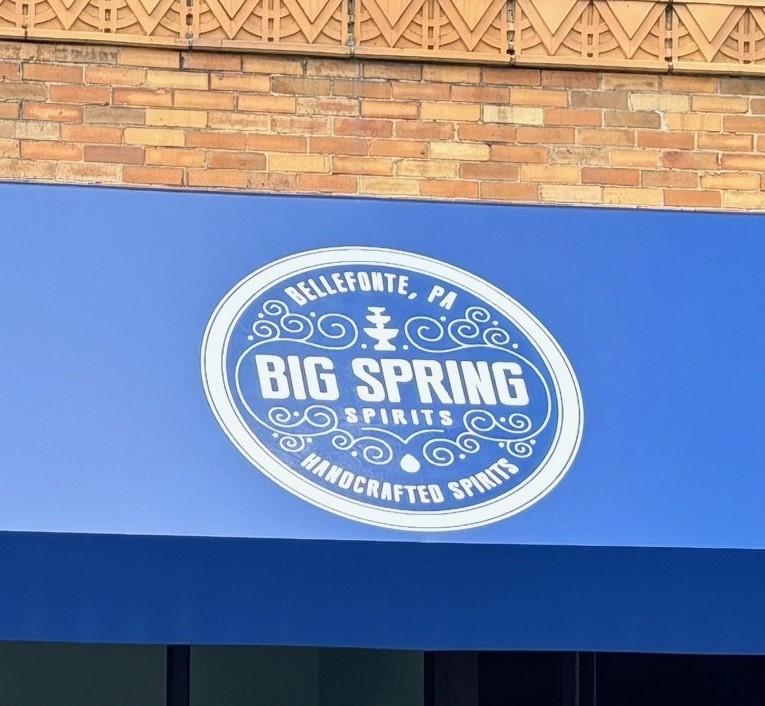 BELLEFONTE, PA
BIG SPRING
SPIRITS
HANDCRAFTED SPIRITS